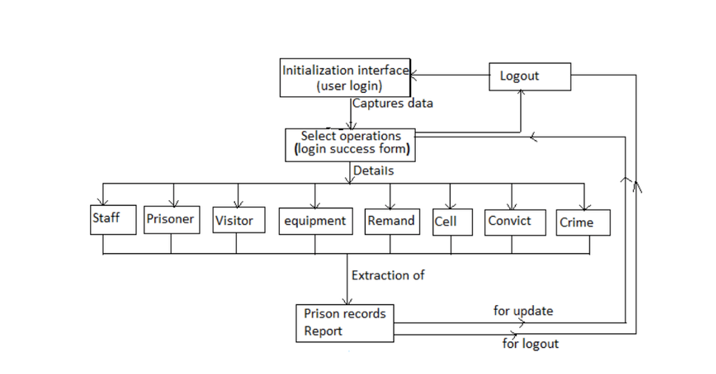 Initialization interface
(user login)
Logout
Captures data
Select operations
(login success form)
Details
Staff
Prisoner
Visitor
equipment
Remand
Cell
Convict
Crime
Extraction of
Prison records
Report
for update
for logout